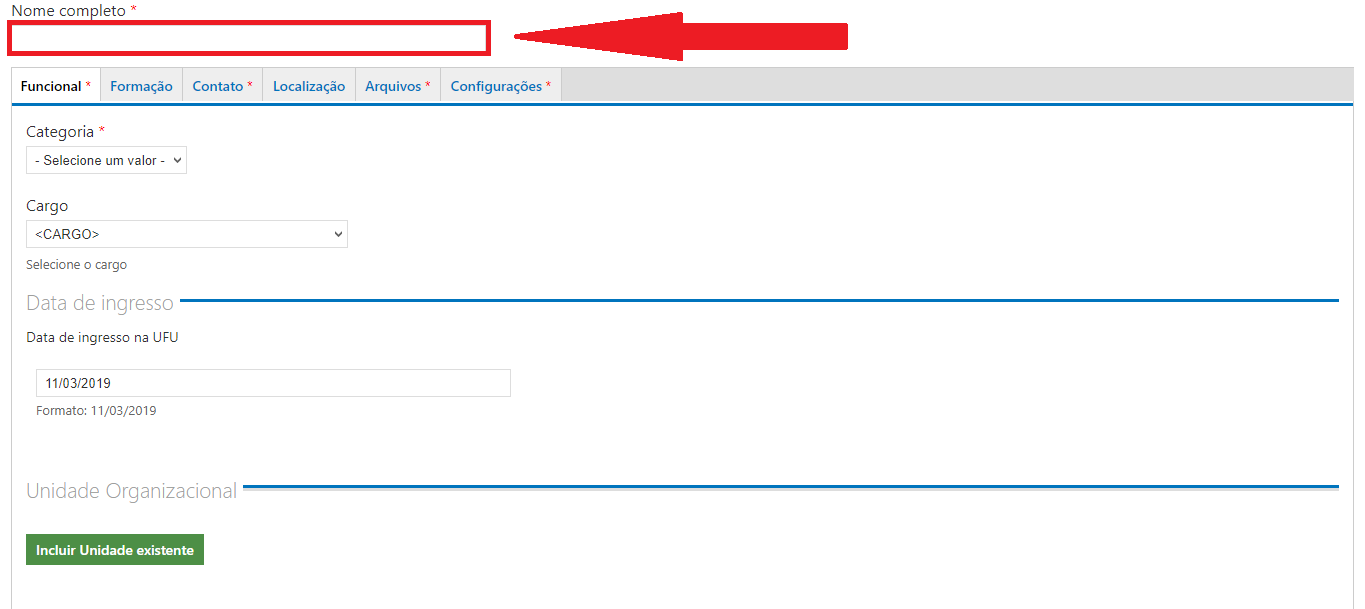 Nome completo *
Funcional * Formação Contato * Localização Arquivos * Configurações *
Categoria *
- Selecione um valor -
Cargo
<CARGO>
Selecione o cargo
Data de ingresso
Data de ingresso na UFU
11/03/2019
Formato: 11/03/2019
Unidade Organizacional
Incluir Unidade existente